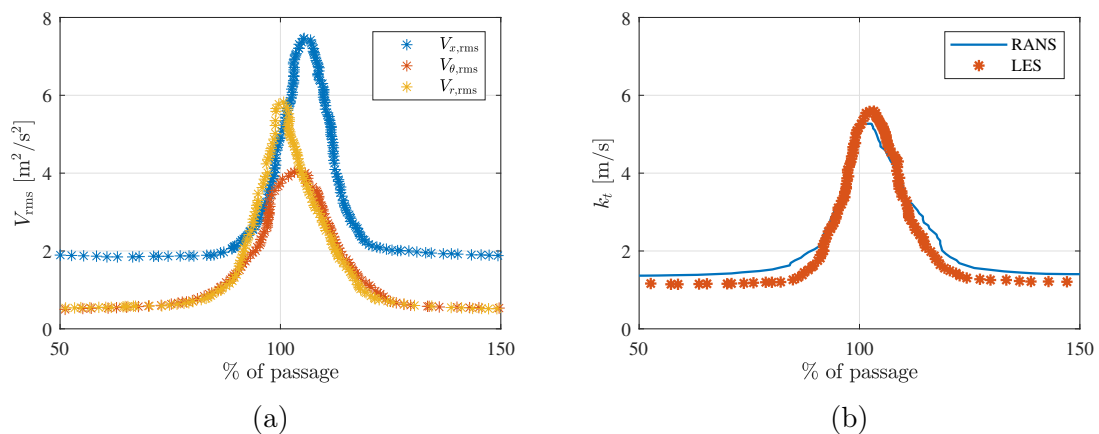 8
6
4
2
0
50
100
150
V_rms [m²/s²]
% of passage
V_x,rms
V_θ,rms
V_r,rms
(a)
8
6
4
2
0
50
100
150
k_t [m/s]
% of passage
RANS
LES
(b)